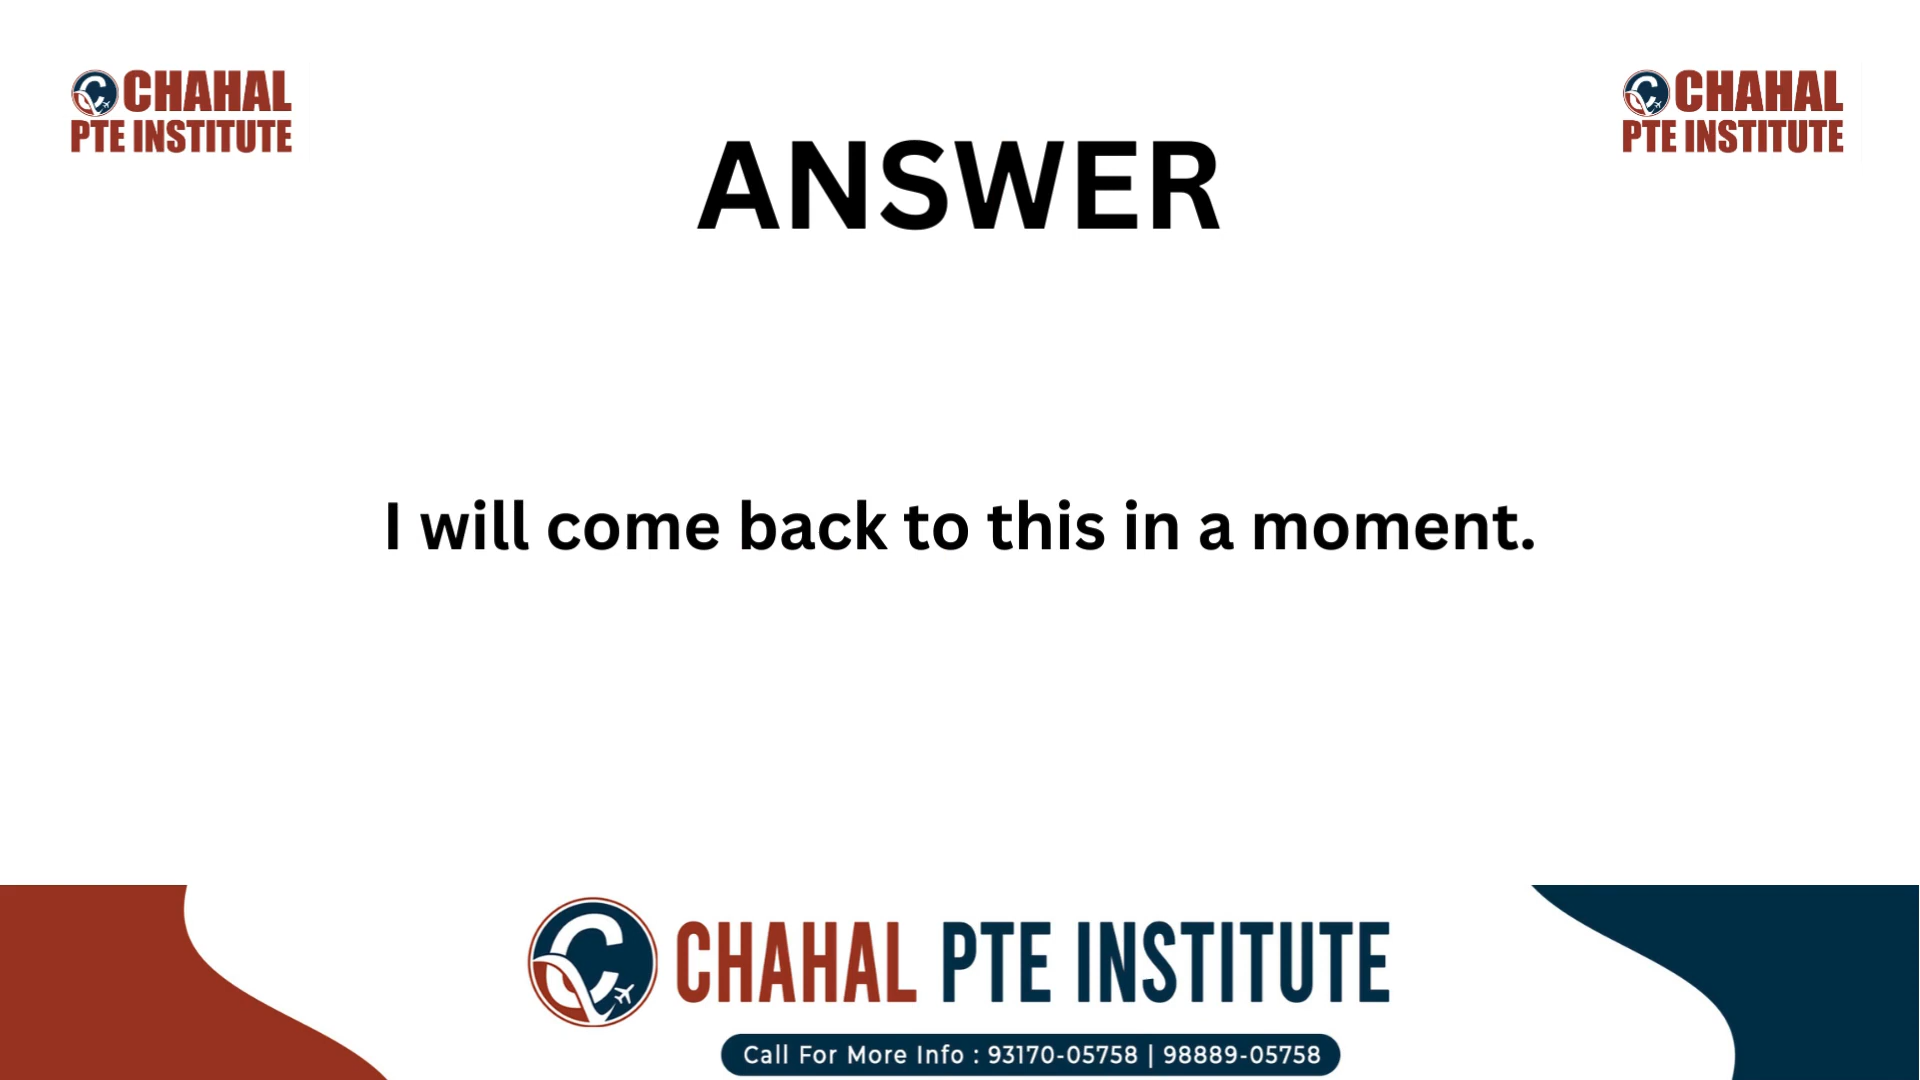 CHAHAL
PTE INSTITUTE
CHAHAL
PTE INSTITUTE
ANSWER
I will come back to this in a moment.
CHAHAL PTE INSTITUTE
Call For More Info : 93170-05758 | 98889-05758